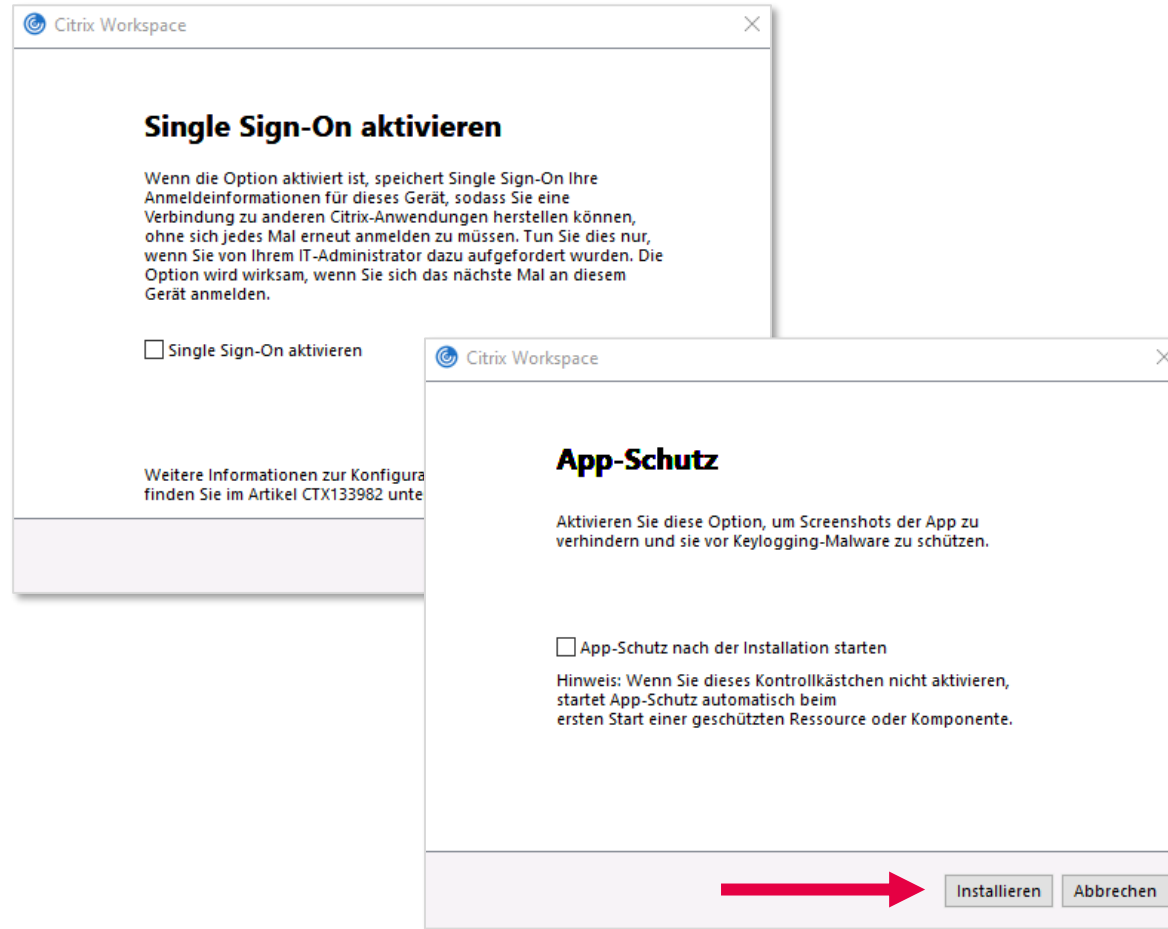 Citrix Workspace
Single Sign-On aktivieren
Wenn die Option aktiviert ist, speichert Single Sign-On Ihre
Anmeldeinformationen für dieses Gerät, sodass Sie eine
Verbindung zu anderen Citrix-Anwendungen herstellen können,
ohne sich jedes Mal erneut anmelden zu müssen. Tun Sie dies nur,
wenn Sie von Ihrem IT-Administrator dazu aufgefordert wurden. Die
Option wird wirksam, wenn Sie sich das nächste Mal an diesem
Gerät anmelden.
Single Sign-On aktivieren
Weitere Informationen zur Konfigura
finden Sie im Artikel CTX133982 unte
Citrix Workspace
App-Schutz
Aktivieren Sie diese Option, um Screenshots der App zu
verhindern und sie vor Keylogging-Malware zu schützen.
App-Schutz nach der Installation starten
Hinweis: Wenn Sie dieses Kontrollkästchen nicht aktivieren,
startet App-Schutz automatisch beim
ersten Start einer geschützten Ressource oder Komponente.
Installieren Abbrechen